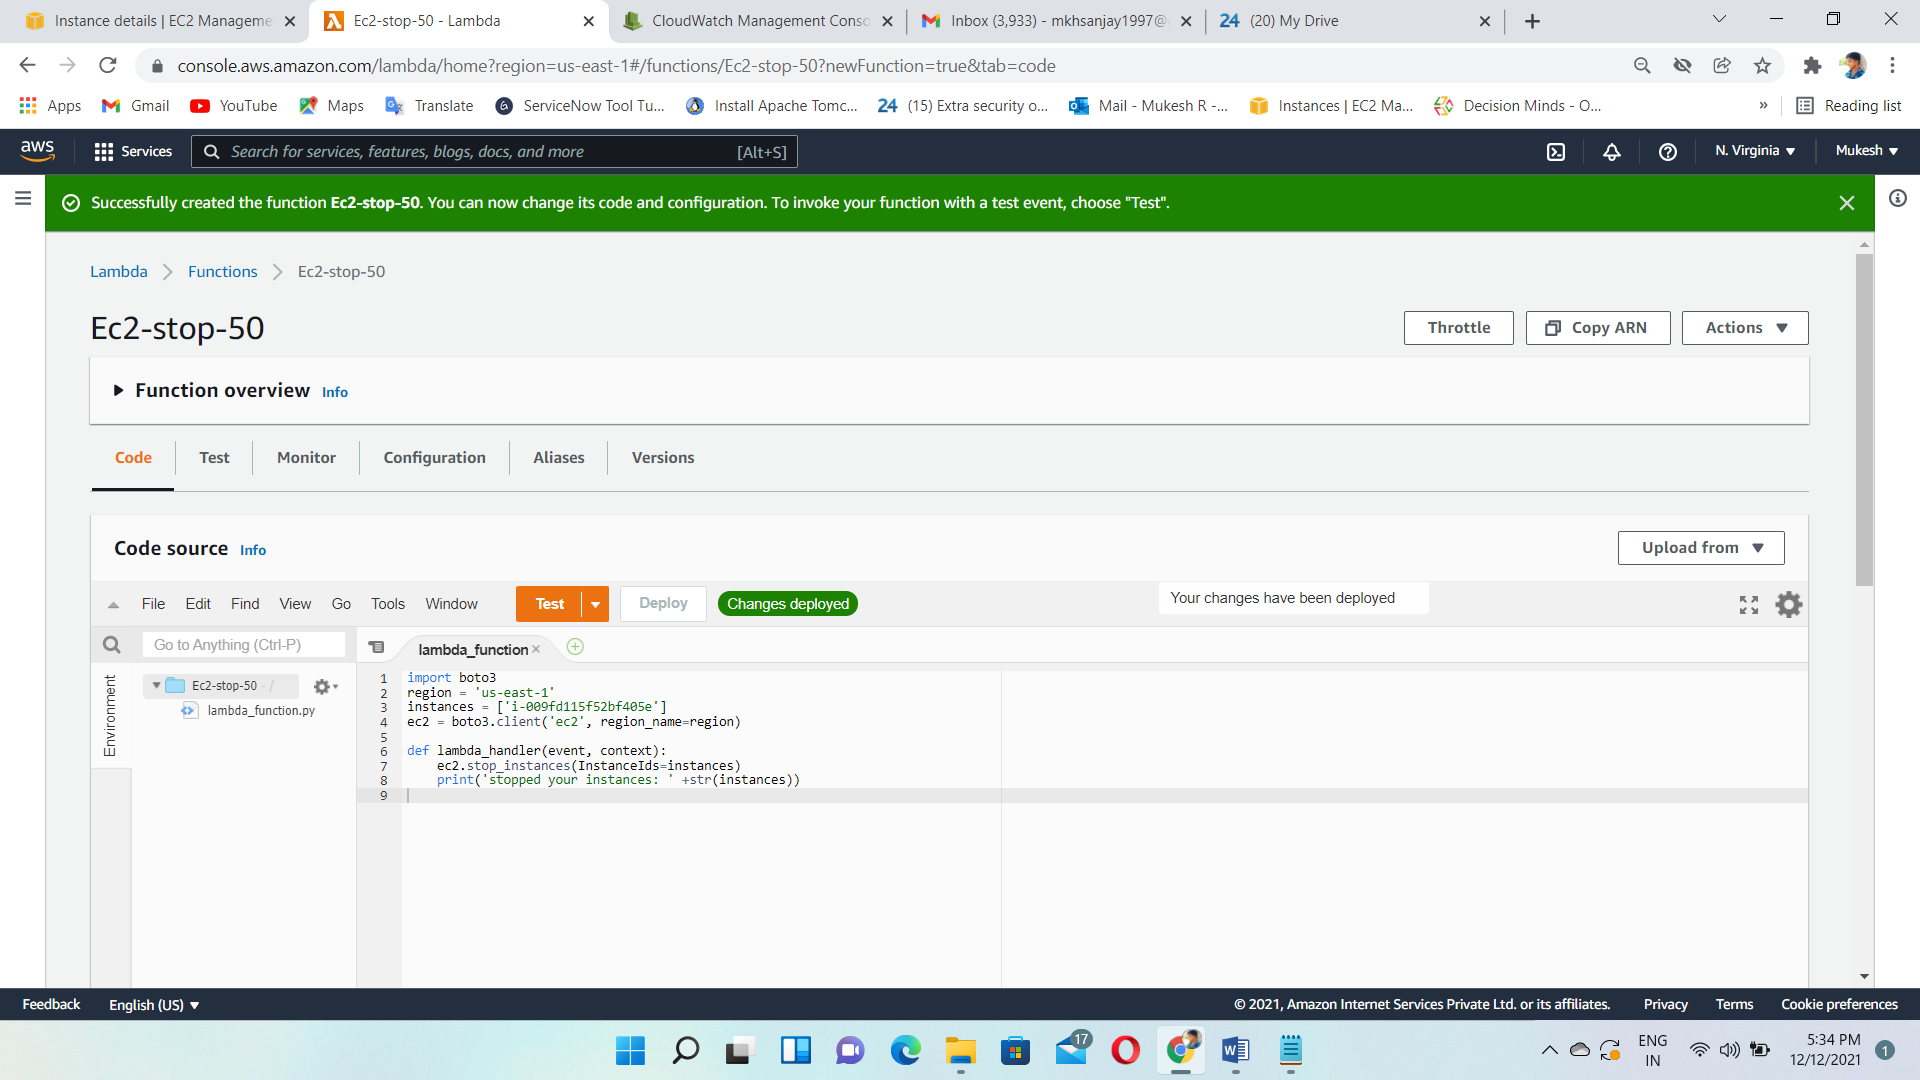 Instance details | EC2 Manageme
Ec2-stop-50 - Lambda
CloudWatch Management Conso
Inbox (3,933) - mkhsanjay1997@
24 (20) My Drive
console.aws.amazon.com/lambda/home?region=us-east-1#/functions/Ec2-stop-50?newFunction=true&tab=code
Apps
Gmail
YouTube
Maps
Translate
ServiceNow Tool Tu...
Install Apache Tomc...
24 (15) Extra security o...
Mail - Mukesh R -...
Instances | EC2 Ma...
Decision Minds - O...
»
Reading list
aws
Services
Search for services, features, blogs, docs, and more [Alt+S]
N. Virginia
Mukesh
Successfully created the function Ec2-stop-50. You can now change its code and configuration. To invoke your function with a test event, choose "Test".
Lambda > Functions > Ec2-stop-50
Ec2-stop-50
Throttle
Copy ARN
Actions
Function overview Info
Code
Test
Monitor
Configuration
Aliases
Versions
Code source Info
Upload from
File Edit Find View Go Tools Window
Test
Deploy
Changes deployed
Your changes have been deployed
Go to Anything (Ctrl-P)
lambda_function
Environment
Ec2-stop-50 - /
lambda_function.py
1 import boto3
2 region = 'us-east-1'
3 instances = ['i-009fd115f52bf405e']
4 ec2 = boto3.client('ec2', region_name=region)
5
6 def lambda_handler(event, context):
7 ec2.stop_instances(InstanceIds=instances)
8 print('stopped your instances: ' +str(instances))
9
Feedback
English (US)
© 2021, Amazon Internet Services Private Ltd. or its affiliates.
Privacy
Terms
Cookie preferences
17
ENG
IN
5:34 PM
12/12/2021
1